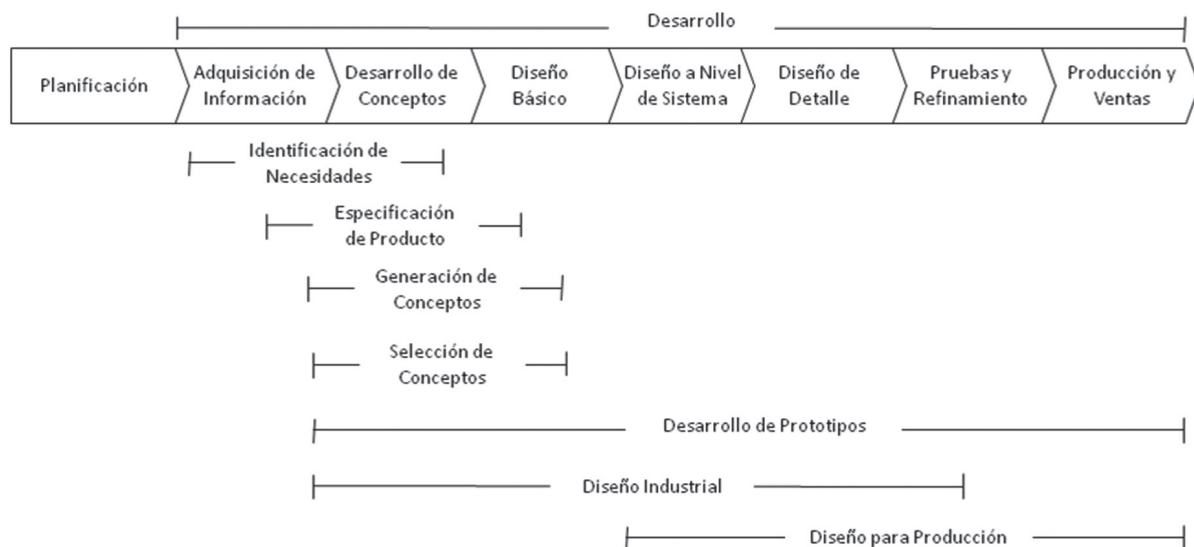 Desarrollo
Planificación
Adquisición de
Información
Desarrollo de
Conceptos
Diseño
Básico
Diseño a Nivel
de Sistema
Diseño de
Detalle
Pruebas y
Refinamiento
Producción y
Ventas
Identificación de
Necesidades
Especificación
de Producto
Generación de
Conceptos
Selección de
Conceptos
Desarrollo de Prototipos
Diseño Industrial
Diseño para Producción